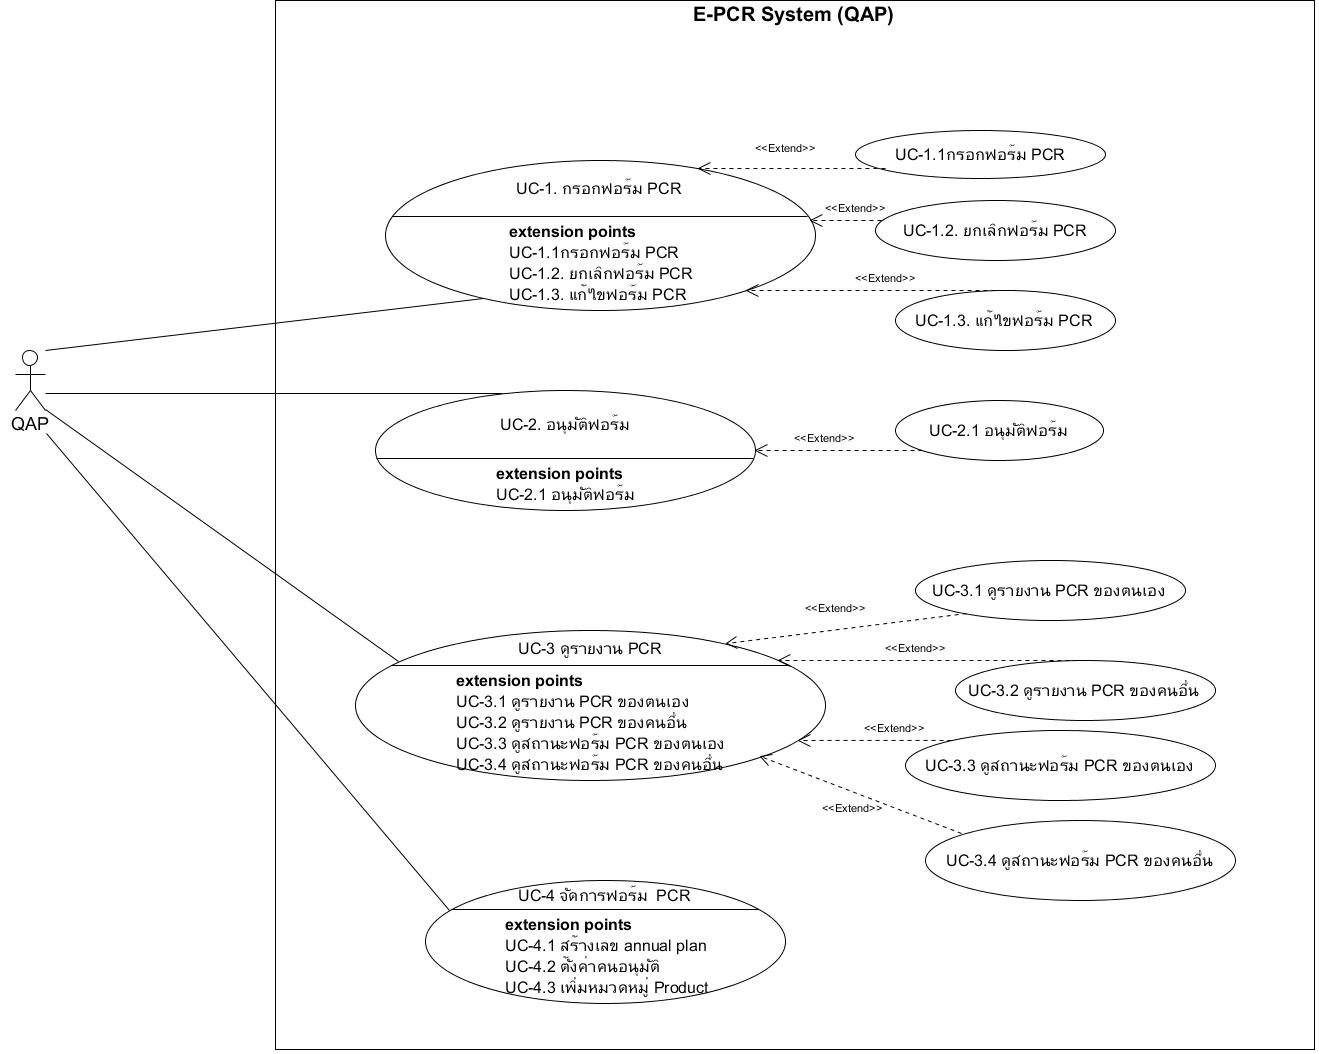 E-PCR System (QAP)
<<Extend>>
UC-1.1กรอกฟอร์ม PCR
UC-1. กรอกฟอร์ม PCR
<<Extend>>
UC-1.2. ยกเลิกฟอร์ม PCR
extension points
UC-1.1กรอกฟอร์ม PCR
UC-1.2. ยกเลิกฟอร์ม PCR
UC-1.3. แก้ไขฟอร์ม PCR
<<Extend>>
UC-1.3. แก้ไขฟอร์ม PCR
QAP
UC-2. อนุมัติฟอร์ม
extension points
UC-2.1 อนุมัติฟอร์ม
<<Extend>>
UC-2.1 อนุมัติฟอร์ม
UC-3 ดูรายงาน PCR
extension points
UC-3.1 ดูรายงาน PCR ของตนเอง
UC-3.2 ดูรายงาน PCR ของคนอื่น
UC-3.3 ดูสถานะฟอร์ม PCR ของตนเอง
UC-3.4 ดูสถานะฟอร์ม PCR ของคนอื่น
<<Extend>>
UC-3.1 ดูรายงาน PCR ของตนเอง
<<Extend>>
UC-3.2 ดูรายงาน PCR ของคนอื่น
<<Extend>>
UC-3.3 ดูสถานะฟอร์ม PCR ของตนเอง
<<Extend>>
UC-3.4 ดูสถานะฟอร์ม PCR ของคนอื่น
UC-4 จัดการฟอร์ม  PCR
extension points
UC-4.1 สร้างเลข annual plan
UC-4.2 ตั้งค่าคนอนุมัติ
UC-4.3 เพิ่มหมวดหมู่ Product